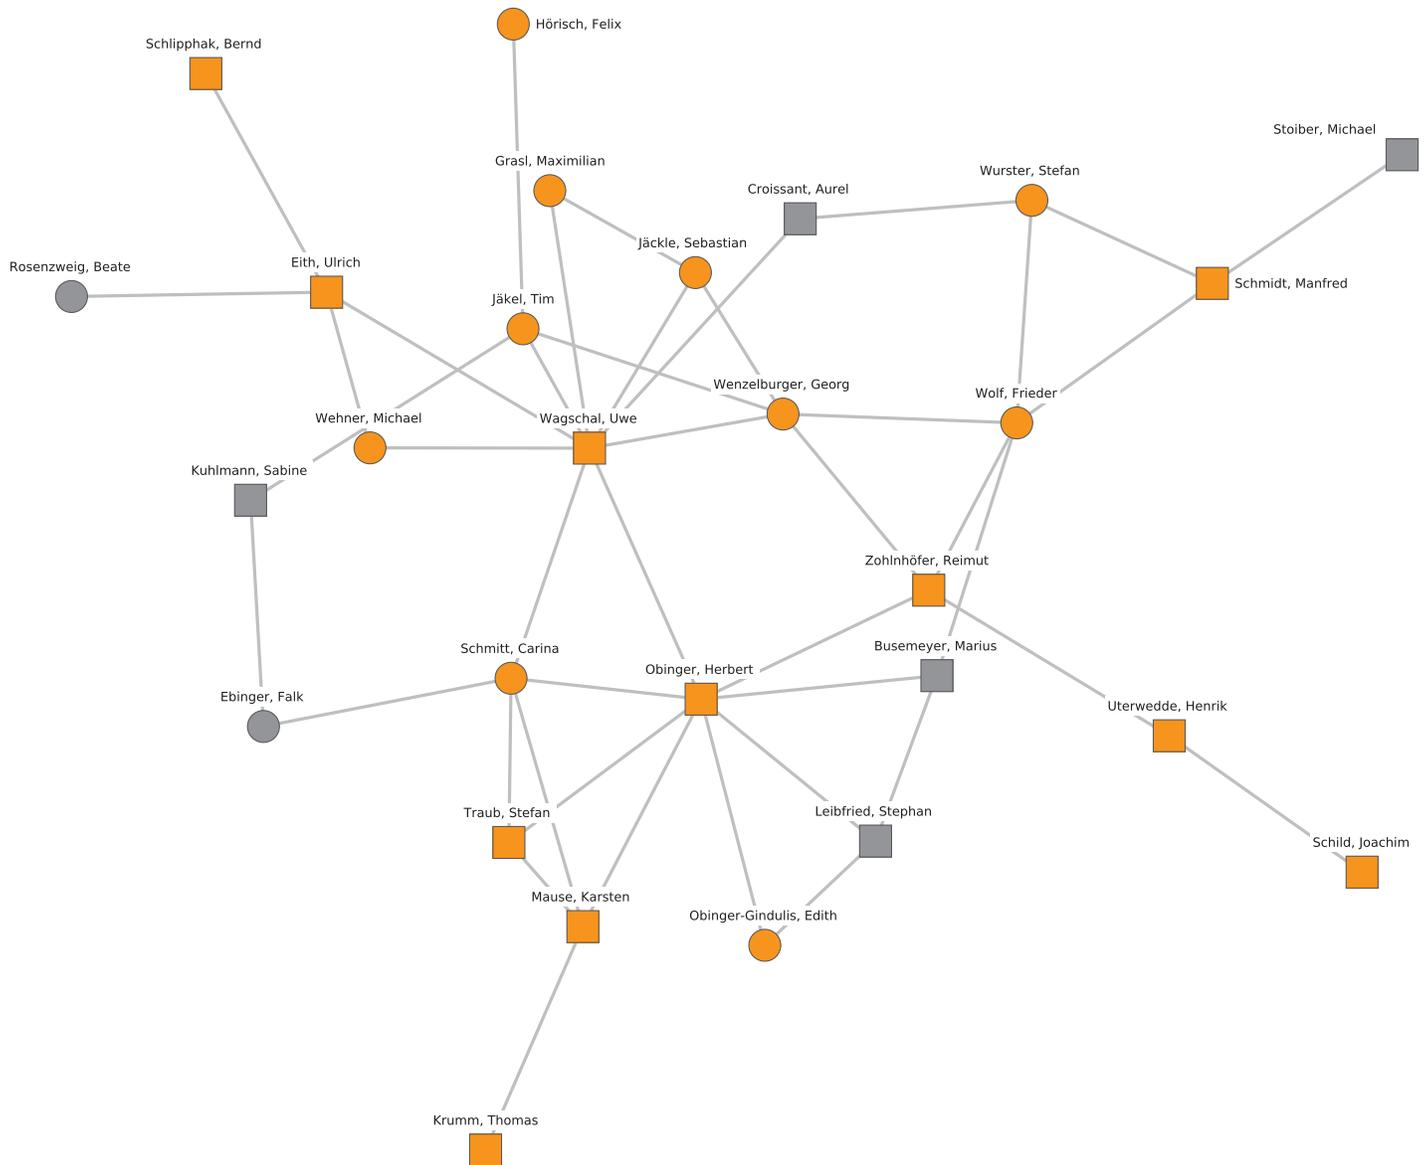 Hörisch, Felix
Schlipphak, Bernd
Stoiber, Michael
Grasl, Maximilian
Wurster, Stefan
Croissant, Aurel
Jäckle, Sebastian
Eith, Ulrich
Rosenzweig, Beate
Schmidt, Manfred
Jäkel, Tim
Wenzelburger, Georg
Wolf, Frieder
Wehner, Michael
Wagschal, Uwe
Kuhlmann, Sabine
Zohlnhöfer, Reimut
Busemeyer, Marius
Schmitt, Carina
Obinger, Herbert
Ebinger, Falk
Uterwedde, Henrik
Leibfried, Stephan
Traub, Stefan
Schild, Joachim
Mause, Karsten
Obinger-Gindulis, Edith
Krumm, Thomas